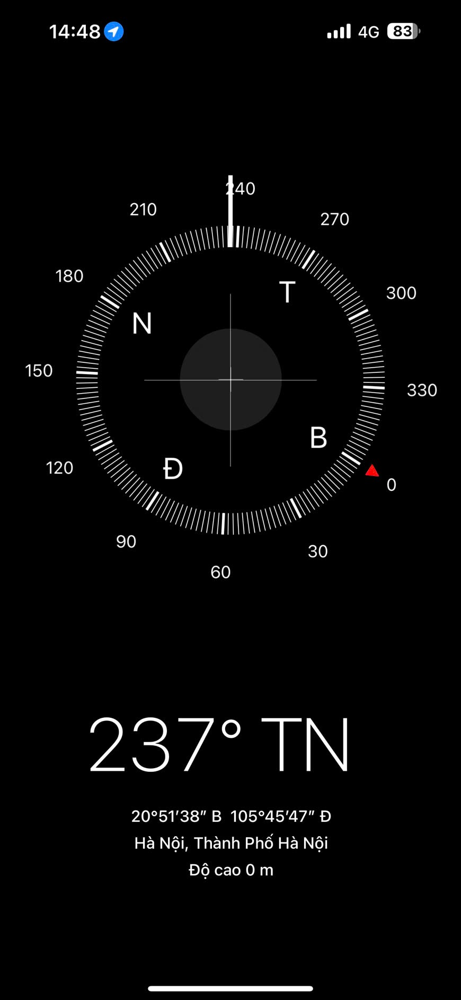 14:48 4G 83
240
210 270
180 300
T
N
150 330
B
Đ
120 0
90 30
60
237° TN
20°51’38” B 105°45’47” Đ
Hà Nội, Thành Phố Hà Nội
Độ cao 0 m